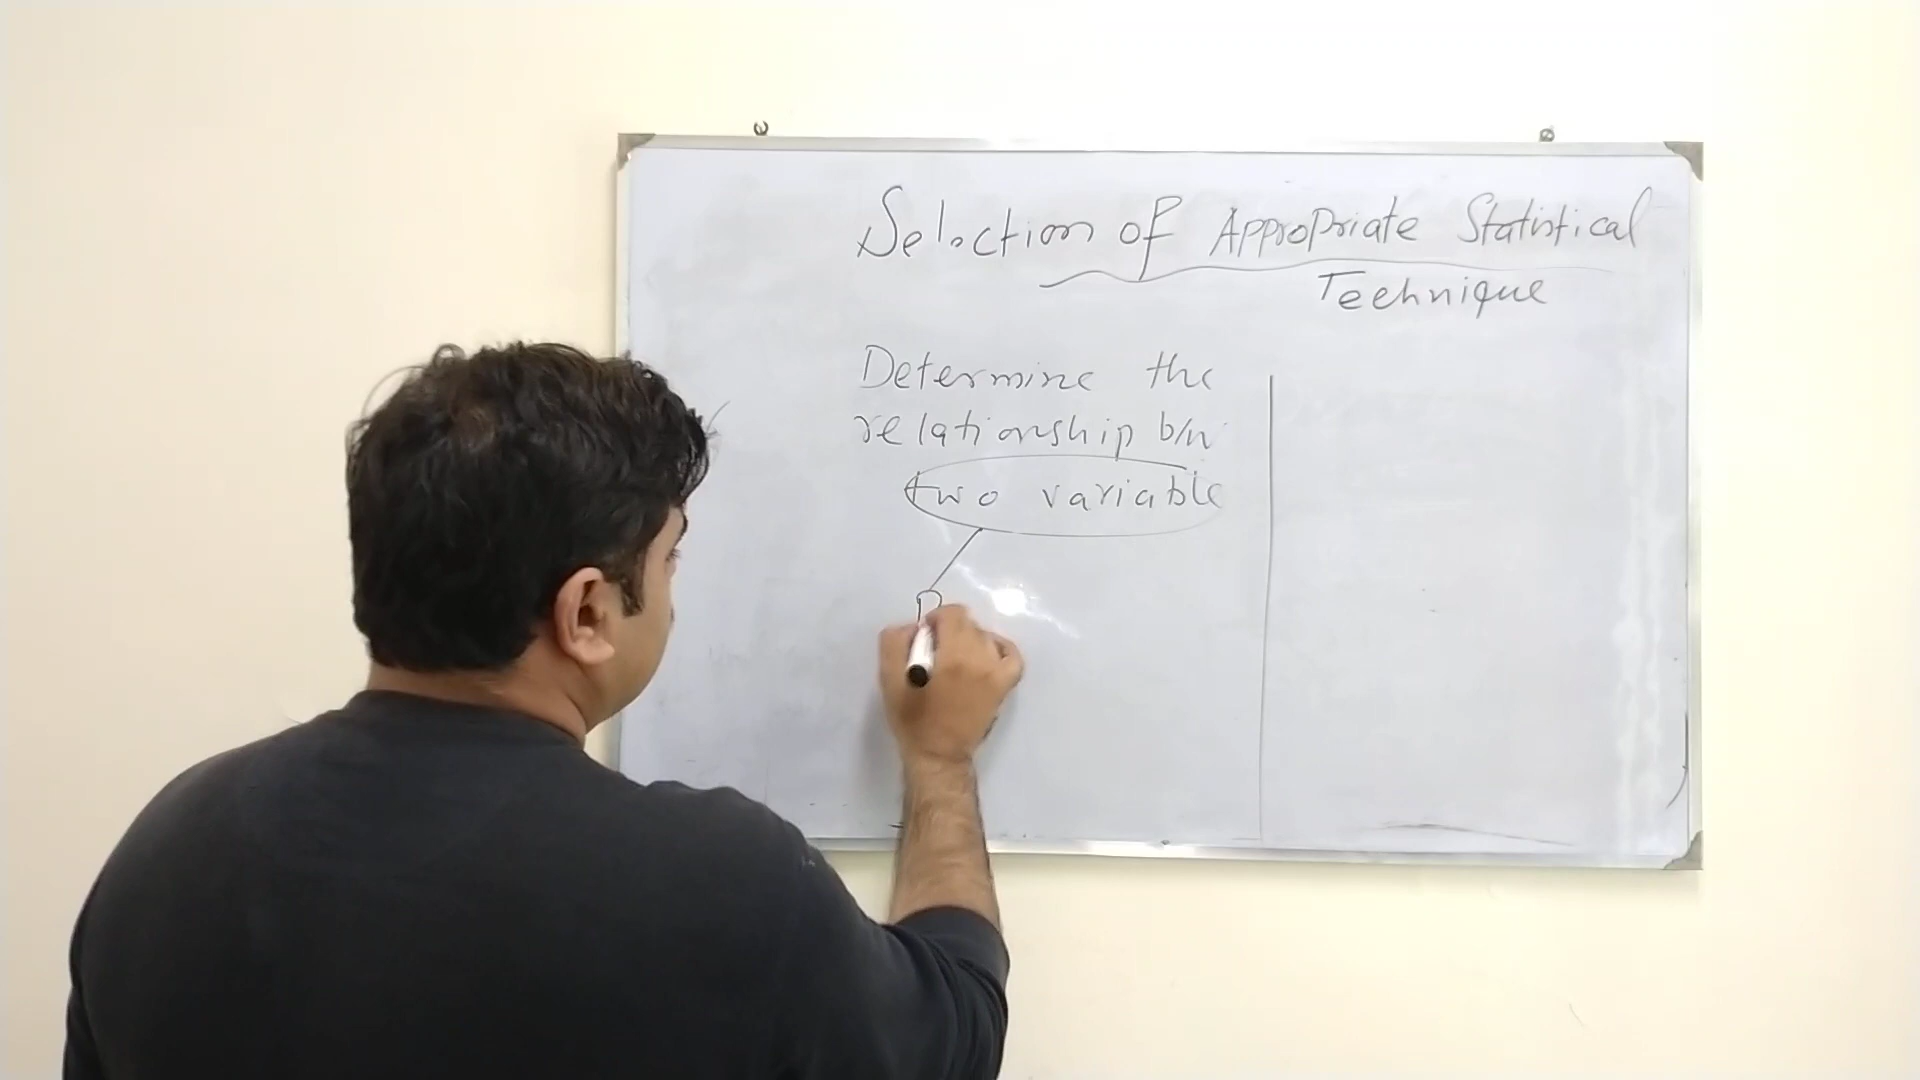 Selection of Appropriate Statistical
Technique
Determine the
relationship b/n
two variable